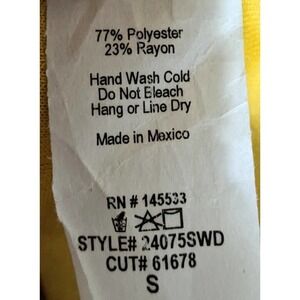 77% Polyester
23% Rayon
Hand Wash Cold
Do Not Bleach
Hang or Line Dry
Made in Mexico
RN # 145533
STYLE# 24075SWD
CUT# 61678
S